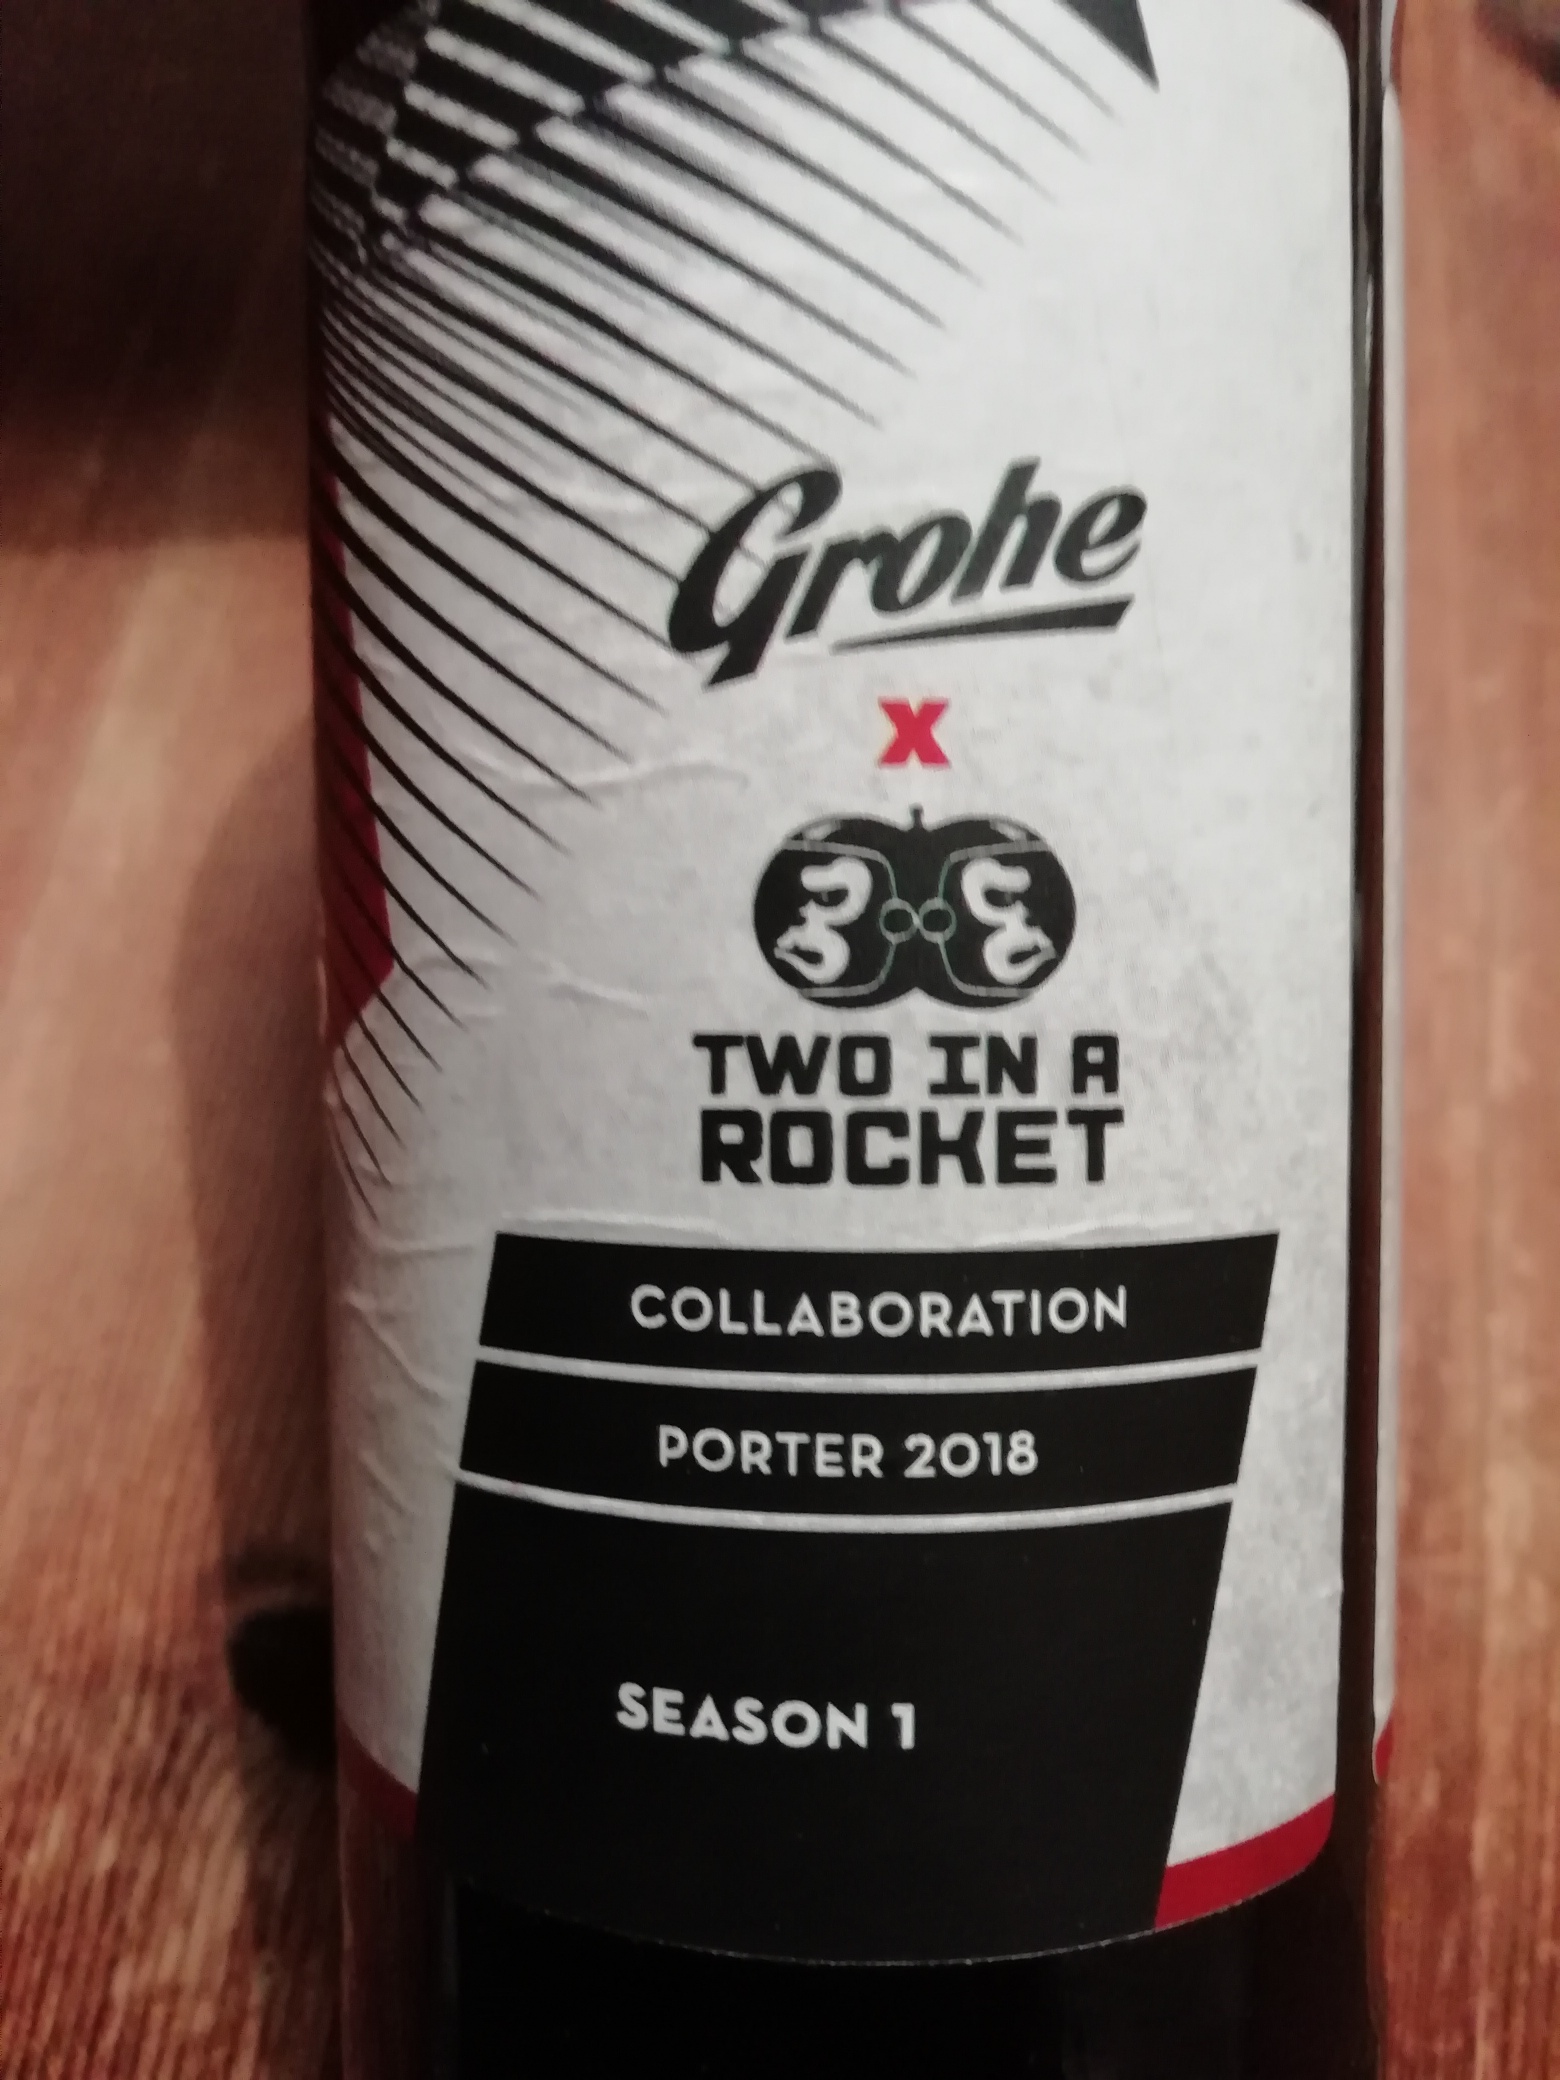 Grohe
X
TWO IN A
ROCKET
COLLABORATION
PORTER 2018
SEASON 1